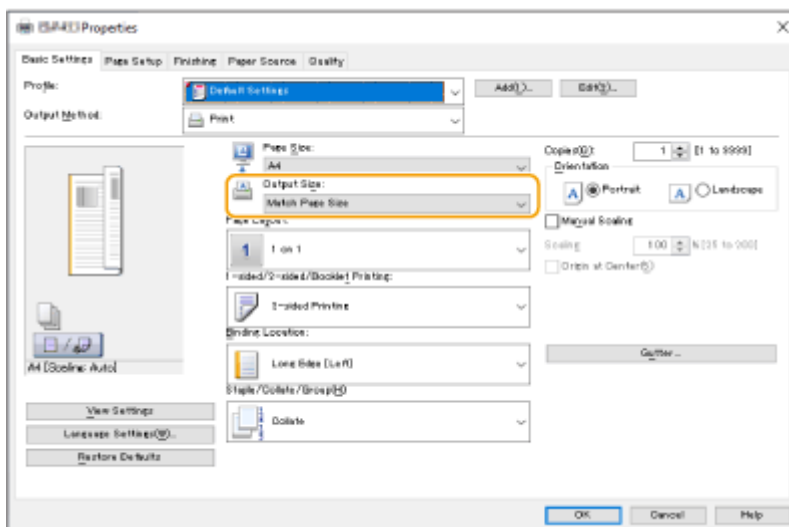 Properties
Basic Settings Page Setup Finishing Paper Source Quality
Profile: Default Settings Add(1)... Edit(2)...
Output Method: Print
Page Size: Copies(Q): 1 [1 to 9999]
A4 Orientation
Output Size: A Portrait A Landscape
Match Page Size Manual Scaling
Page Layout: Scaling: 100 % [25 to 200]
1 1 on 1 Origin at Center(5)
1-sided/2-sided/Booklet Printing:
2-sided Printing
Binding Location:
Long Edge [Left] Gutter...
A4 [Scaling: Auto]
Staple/Collate/Group(H)
View Settings Collate
Language Settings(W)...
Restore Defaults
OK Cancel Help